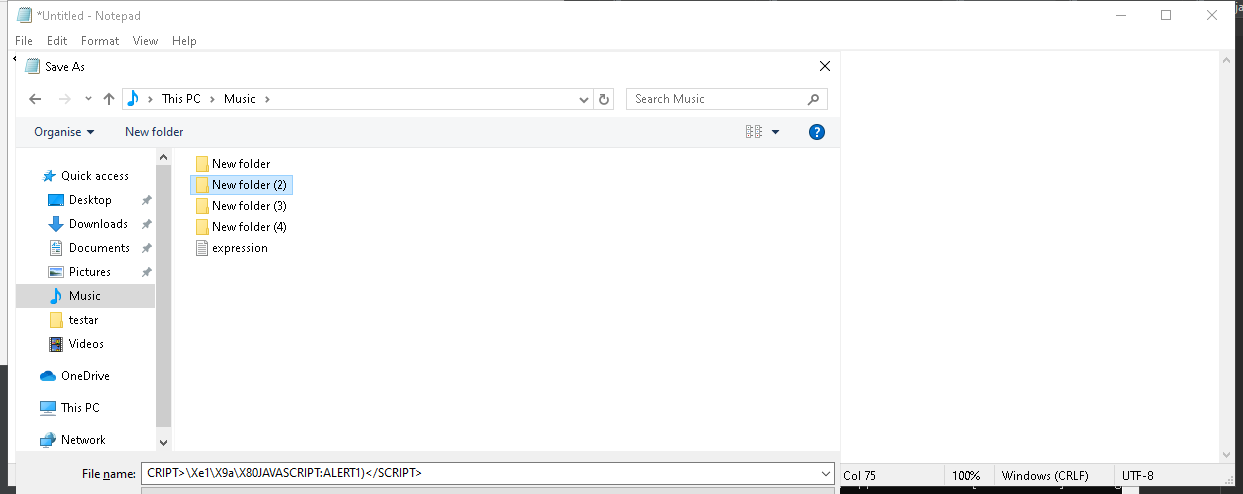 *Untitled - Notepad
File Edit Format View Help
Save As
This PC Music Search Music
Organise New folder
Quick access
Desktop
Downloads
Documents
Pictures
Music
testar
Videos
OneDrive
This PC
Network
New folder
New folder (2)
New folder (3)
New folder (4)
expression
File name: CRIPT>\Xe1\X9a\X80JAVASCRIPT:ALERT1)</SCRIPT>
Col 75 100% Windows (CRLF) UTF-8